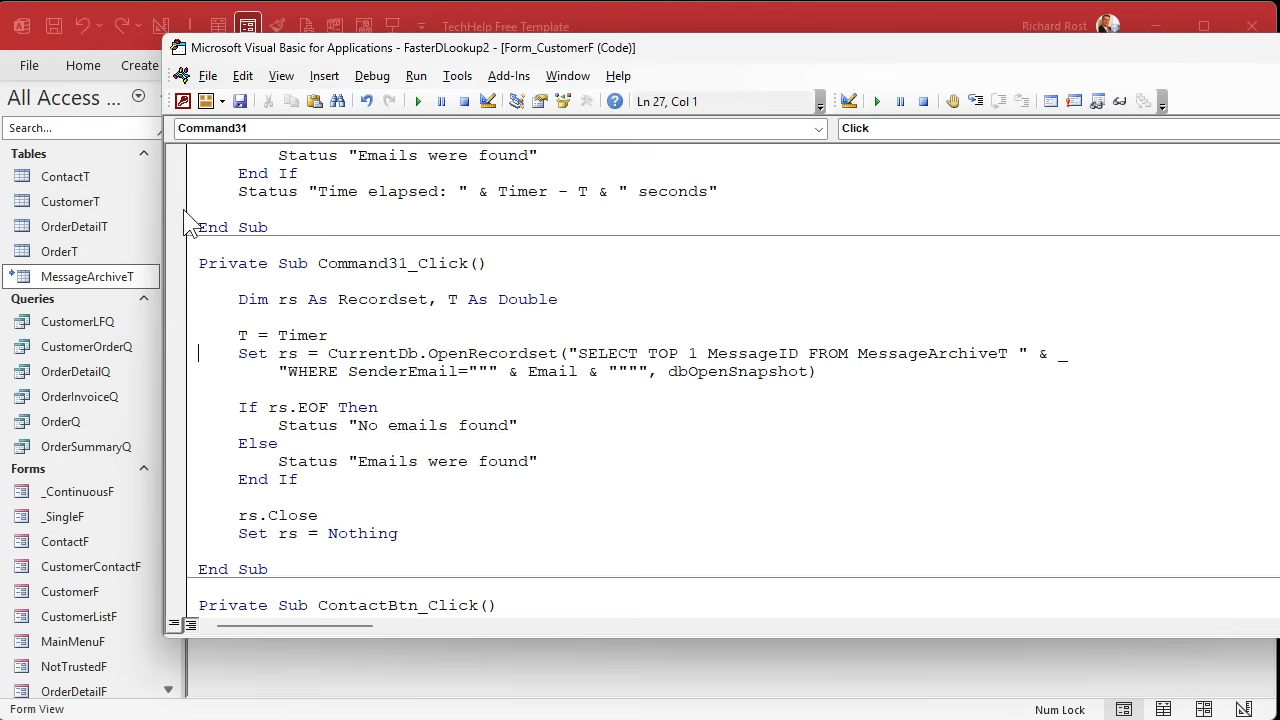 TechHelp Free Template
Richard Rost
File
Home
Create
Microsoft Visual Basic for Applications - FasterDLookup2 - [Form_CustomerF (Code)]
File Edit View Insert Format Debug Run Tools Add-Ins Window Help
Ln 27, Col 1
Command31
Click
All Access ...
Search...
Tables
ContactT
CustomerT
OrderDetailT
OrderT
MessageArchiveT
Queries
CustomerLFQ
CustomerOrderQ
OrderDetailQ
OrderInvoiceQ
OrderQ
OrderSummaryQ
Forms
_ContinuousF
_SingleF
ContactF
CustomerContactF
CustomerF
CustomerListF
MainMenuF
NotTrustedF
OrderDetailF
Status "Emails were found"
End If
Status "Time elapsed: " & Timer - T & " seconds"
End Sub
Private Sub Command31_Click()
Dim rs As Recordset, T As Double
T = Timer
Set rs = CurrentDb.OpenRecordset("SELECT TOP 1 MessageID FROM MessageArchiveT " & _
"WHERE SenderEmail=""" & Email & """", dbOpenSnapshot)
If rs.EOF Then
Status "No emails found"
Else
Status "Emails were found"
End If
rs.Close
Set rs = Nothing
End Sub
Private Sub ContactBtn_Click()
Form View
Num Lock